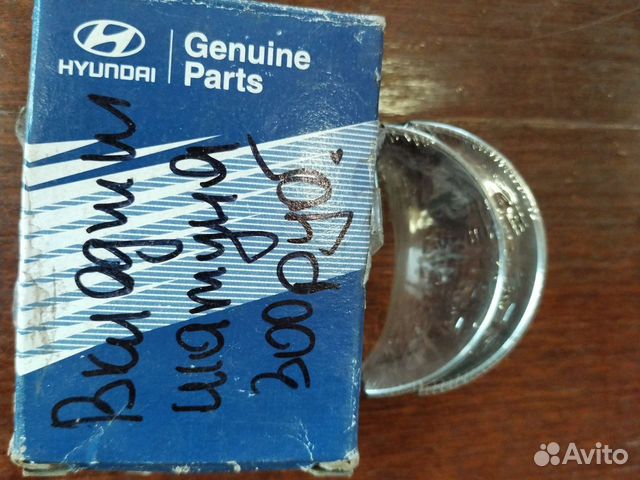 HYUNDAI
Genuine
Parts
Вкладыши
шатуна
300 руб.
Avito